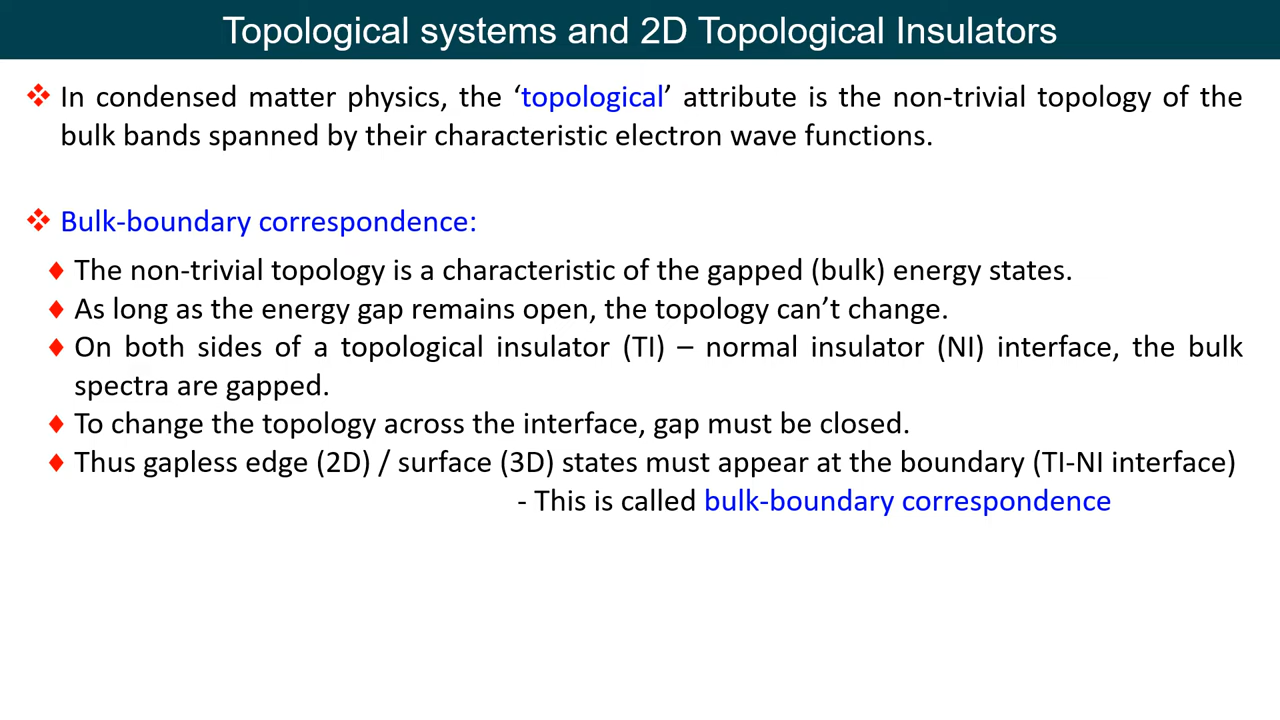 Topological systems and 2D Topological Insulators
❖ In condensed matter physics, the ‘topological’ attribute is the non-trivial topology of the
bulk bands spanned by their characteristic electron wave functions.
❖ Bulk-boundary correspondence:
♦ The non-trivial topology is a characteristic of the gapped (bulk) energy states.
♦ As long as the energy gap remains open, the topology can’t change.
♦ On both sides of a topological insulator (TI) – normal insulator (NI) interface, the bulk
spectra are gapped.
♦ To change the topology across the interface, gap must be closed.
♦ Thus gapless edge (2D) / surface (3D) states must appear at the boundary (TI-NI interface)
- This is called bulk-boundary correspondence